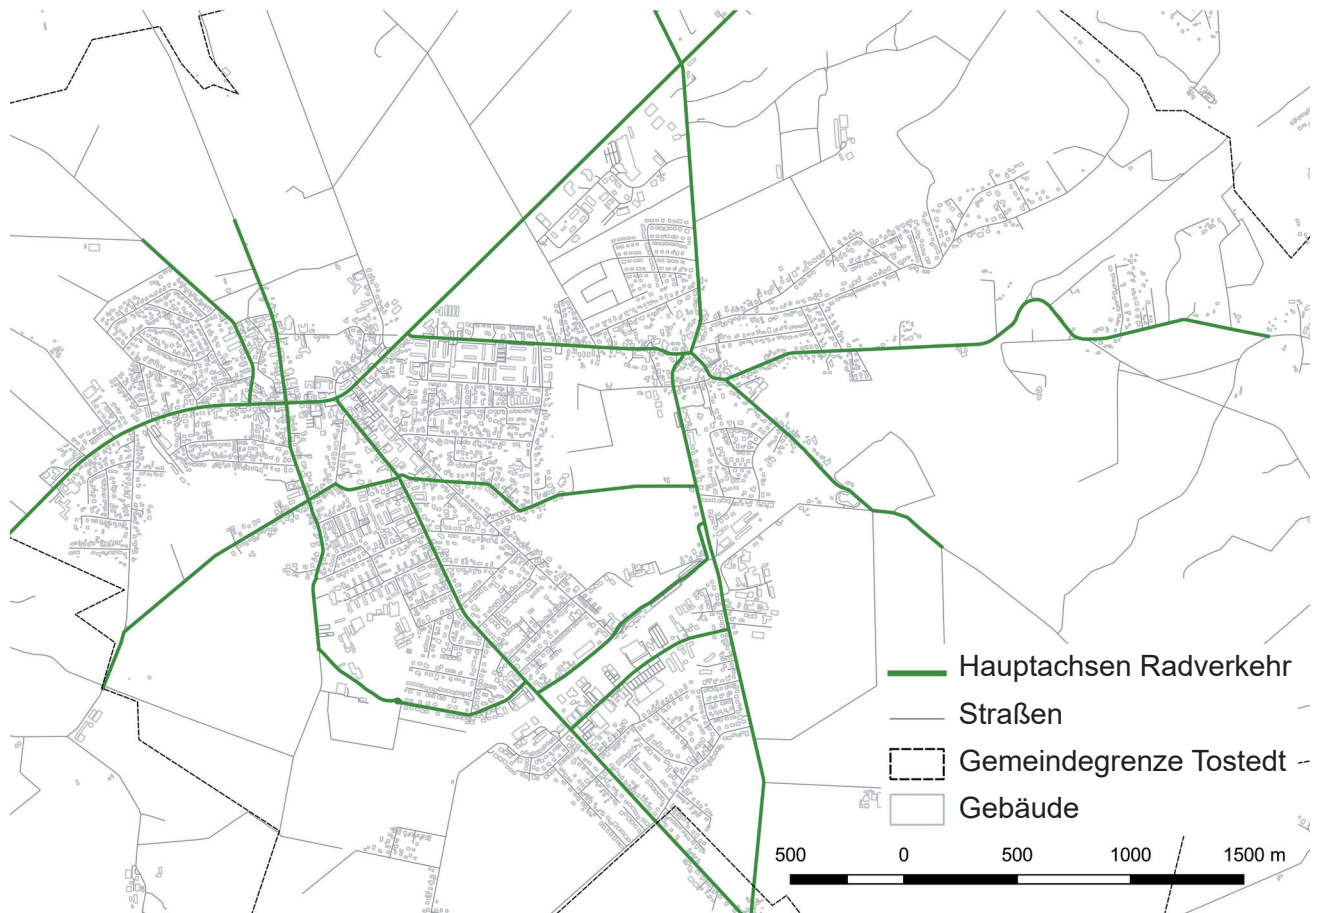 Hauptachsen Radverkehr
Straßen
Gemeindegrenze Tostedt
Gebäude
500 0 500 1000 1500 m